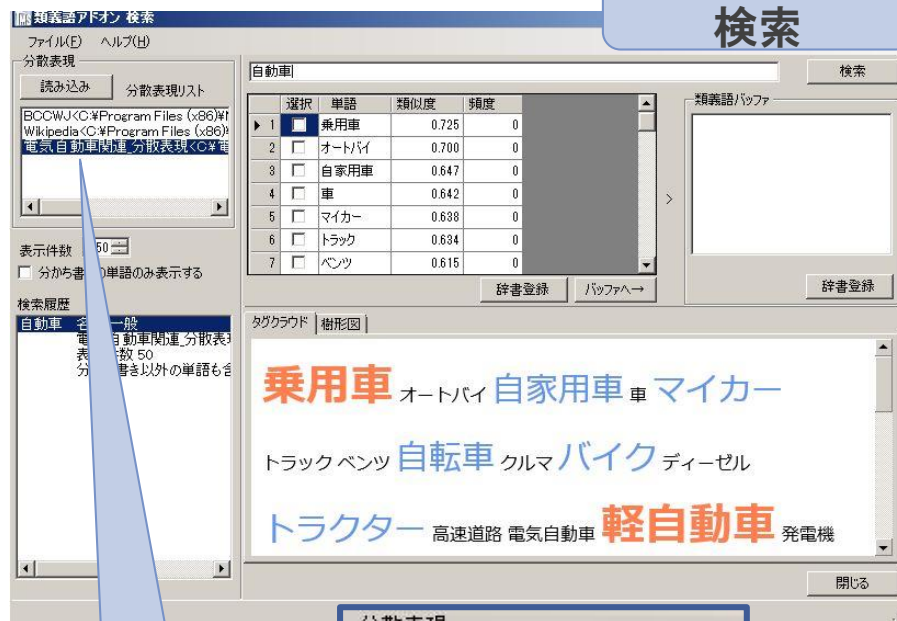 検索
類義語アドオン 検索
ファイル(F) ヘルプ(H)
分散表現
読み込み 分散表現リスト
BCCWJ<C:¥Program Files (x86)¥
Wikipedia<C:¥Program Files (x86)
電気自動車関連_分散表現<C¥電
表示件数 50
分かち書 の単語のみ表示する
検索履歴
自動車 名 一般
電 自動車関連_分散表
表 件数 50
分 書き以外の単語も含
自動車 検索
選択 単語 類似度 頻度
1 乗用車 0.725 0
2 オートバイ 0.700 0
3 自家用車 0.647 0
4 車 0.642 0
5 マイカー 0.638 0
6 トラック 0.634 0
7 ベンツ 0.615 0
辞書登録 バッファへ→
>
類義語バッファ
辞書登録
タグクラウド 樹形図
乗用車 オートバイ 自家用車 車 マイカー
トラック ベンツ 自転車 クルマ バイク ディーゼル
トラクター 高速道路 電気自動車 軽自動車 発電機
閉じる